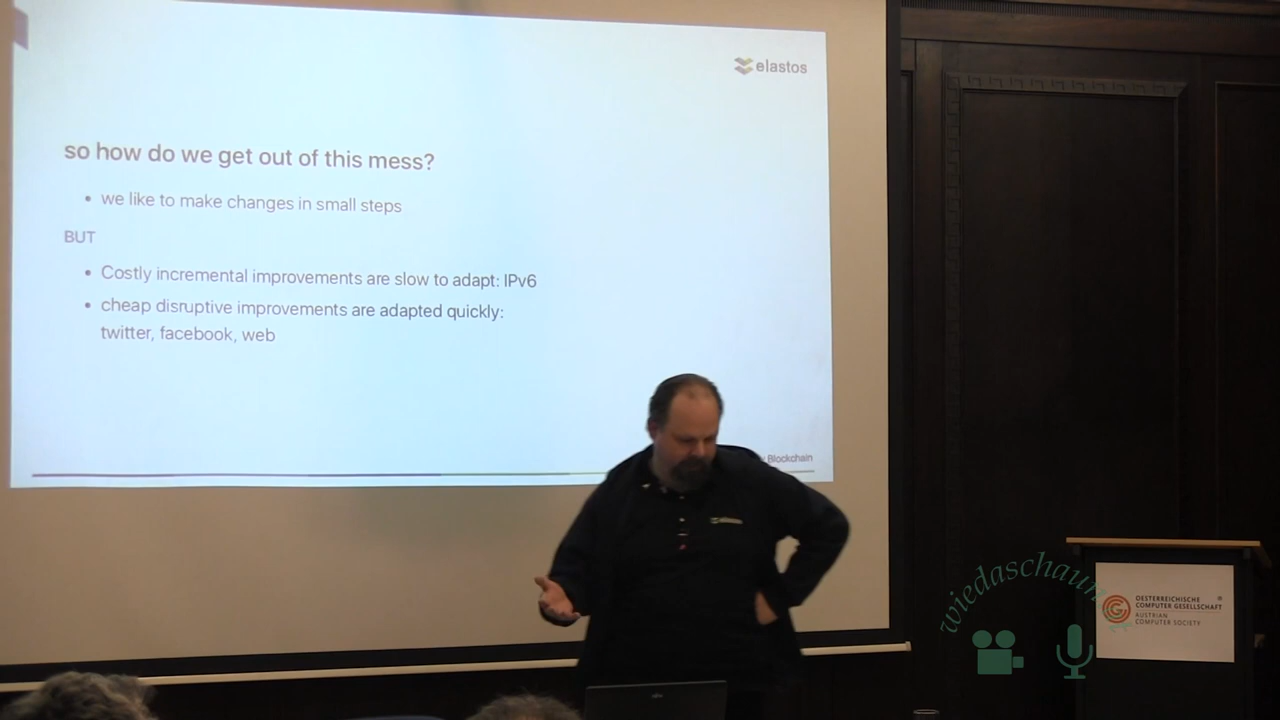 elastos
so how do we get out of this mess?
• we like to make changes in small steps
BUT
• Costly incremental improvements are slow to adapt: IPv6
• cheap disruptive improvements are adapted quickly:
twitter, facebook, web
Blockchain
elastos
wiedaschaun
OESTERREICHISCHE
COMPUTER GESELLSCHAFT
AUSTRIAN
COMPUTER SOCIETY